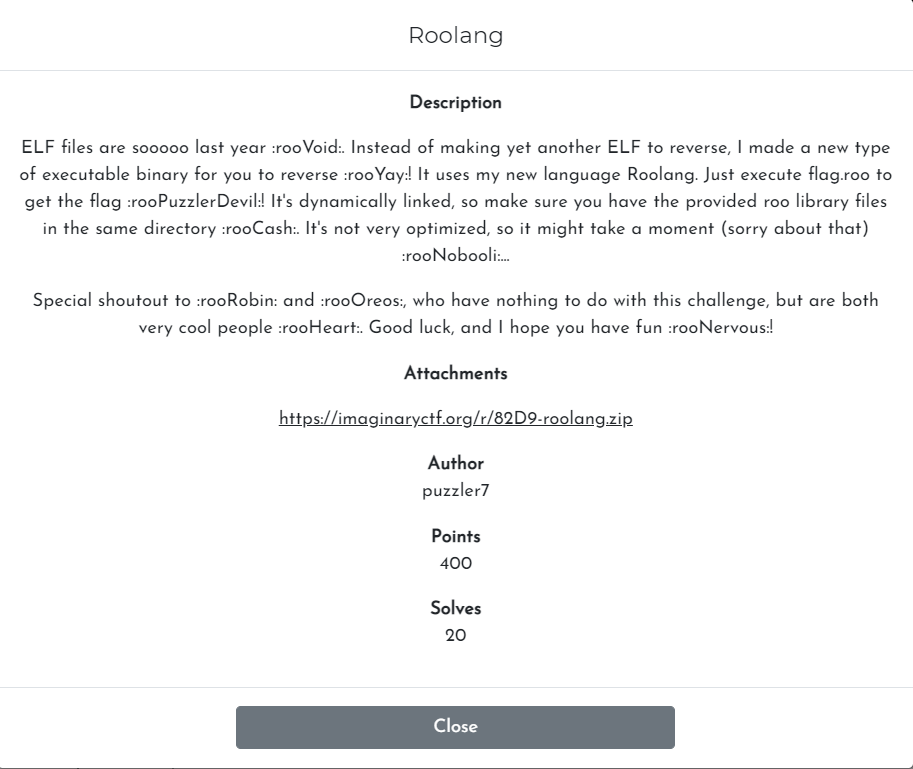 Roolang
Description
ELF files are sooooo last year :rooVoid:. Instead of making yet another ELF to reverse, I made a new type
of executable binary for you to reverse :rooYay:! It uses my new language Roolang. Just execute flag.roo to
get the flag :rooPuzzlerDevil:! It's dynamically linked, so make sure you have the provided roo library files
in the same directory :rooCash:. It's not very optimized, so it might take a moment (sorry about that)
:rooNobooli:...
Special shoutout to :rooRobin: and :rooOreos:, who have nothing to do with this challenge, but are both
very cool people :rooHeart:. Good luck, and I hope you have fun :rooNervous:!
Attachments
https://imaginaryctf.org/r/82D9-roolang.zip
Author
puzzler7
Points
400
Solves
20
Close